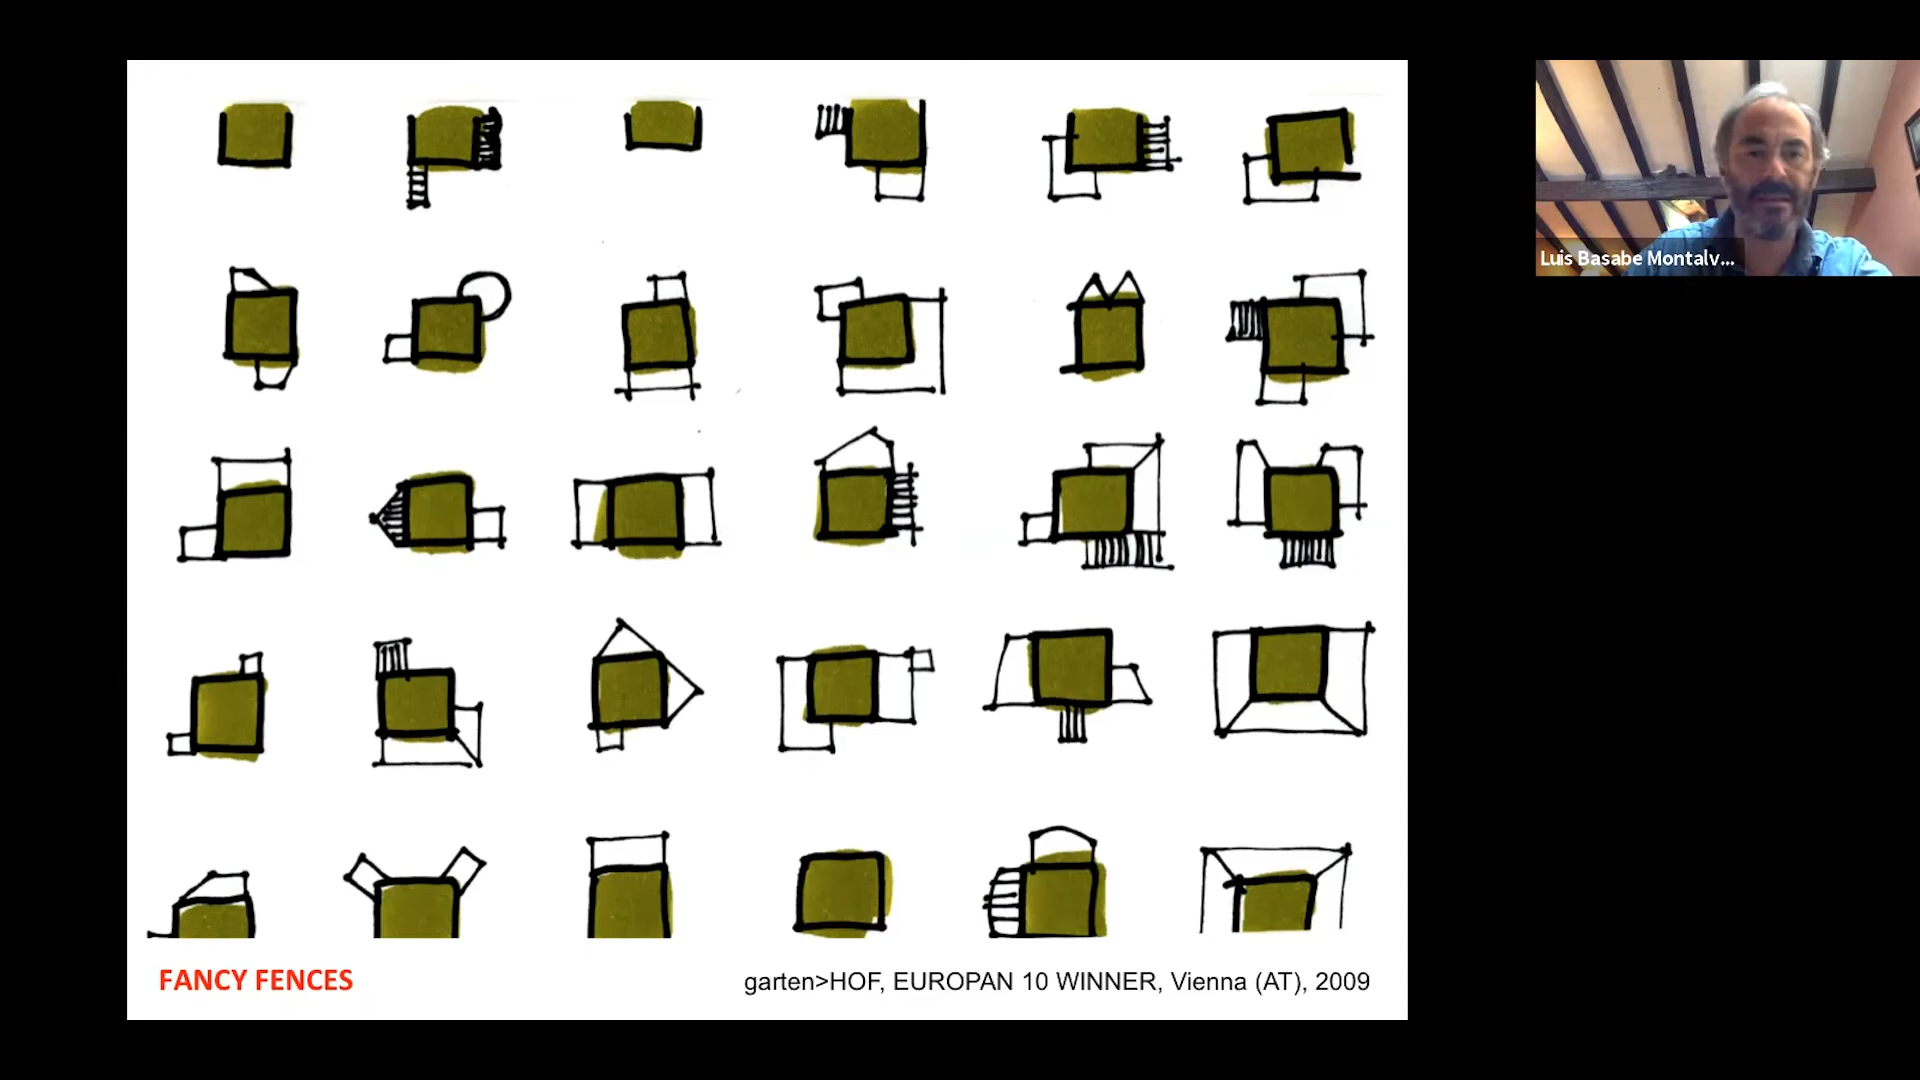 Luis Basabe Montalv...
FANCY FENCES
garten>HOF, EUROPAN 10 WINNER, Vienna (AT), 2009